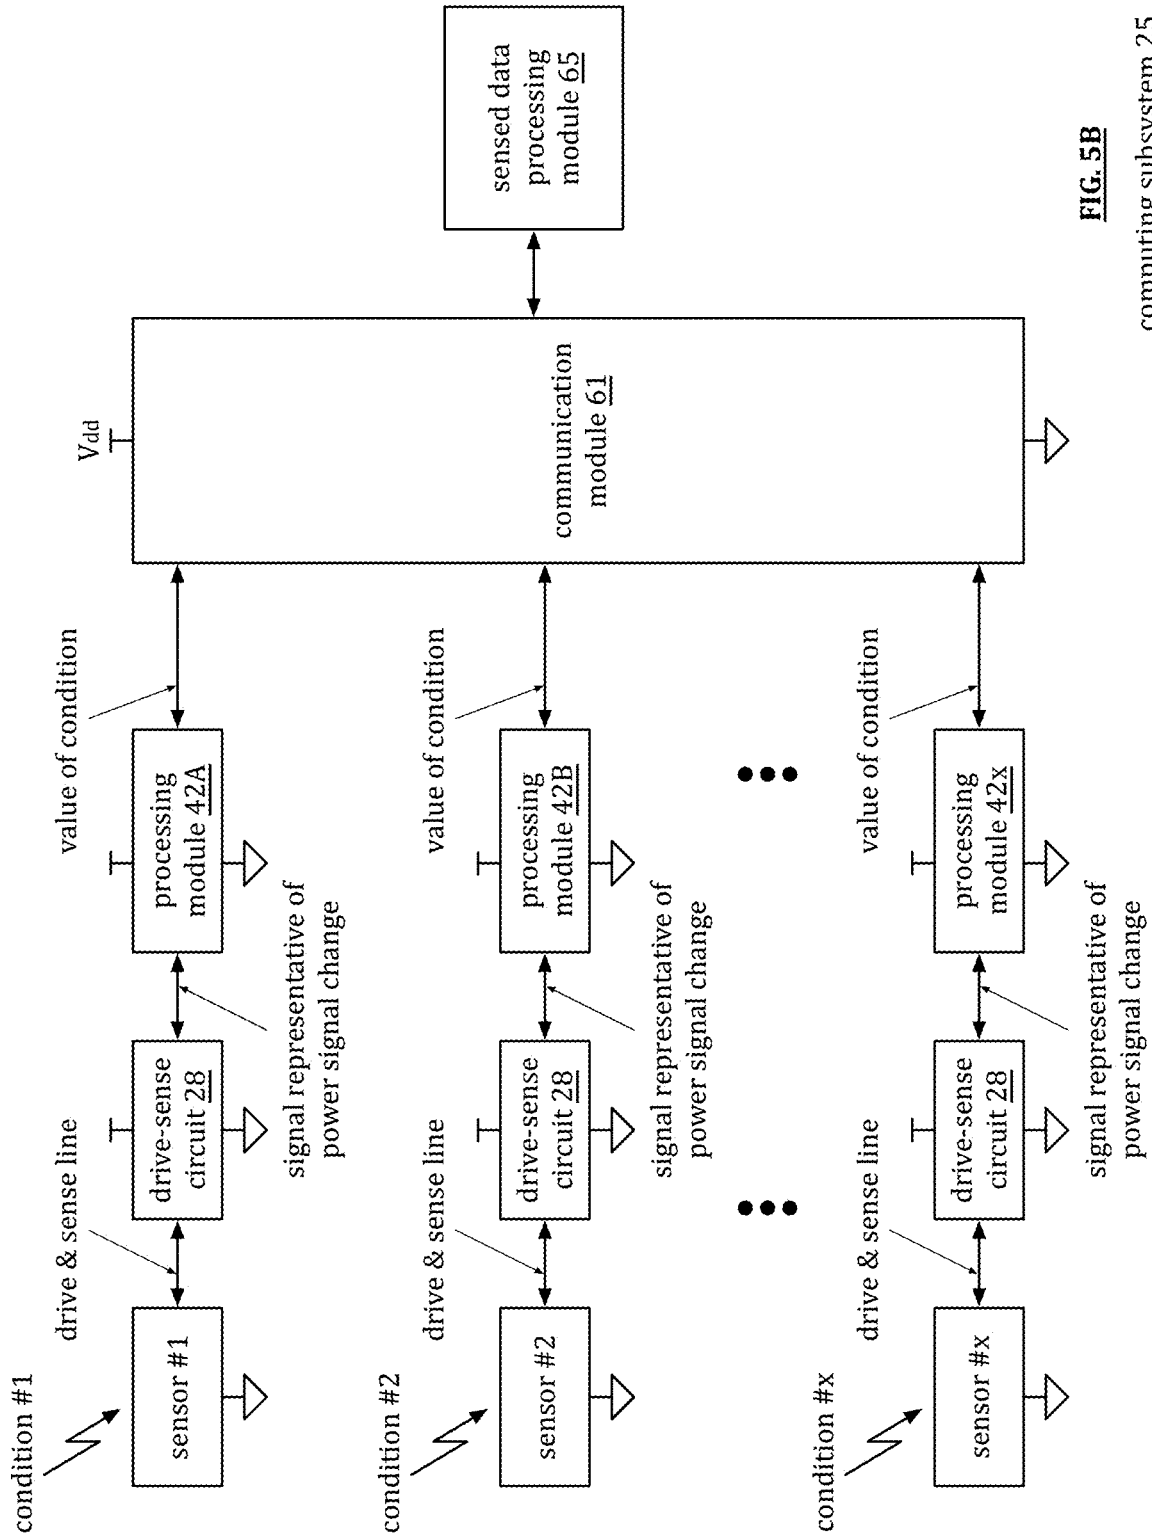 condition #1
drive & sense line
value of condition
Vdd
sensor #1
drive-sense
circuit 28
processing
module 42A
signal representative of
power signal change
condition #2
drive & sense line
value of condition
sensor #2
drive-sense
circuit 28
processing
module 42B
signal representative of
power signal change
communication
module 61
sensed data
processing
module 65
condition #x
drive & sense line
value of condition
sensor #x
drive-sense
circuit 28
processing
module 42x
signal representative of
power signal change
FIG. 5B
computing subsystem 25